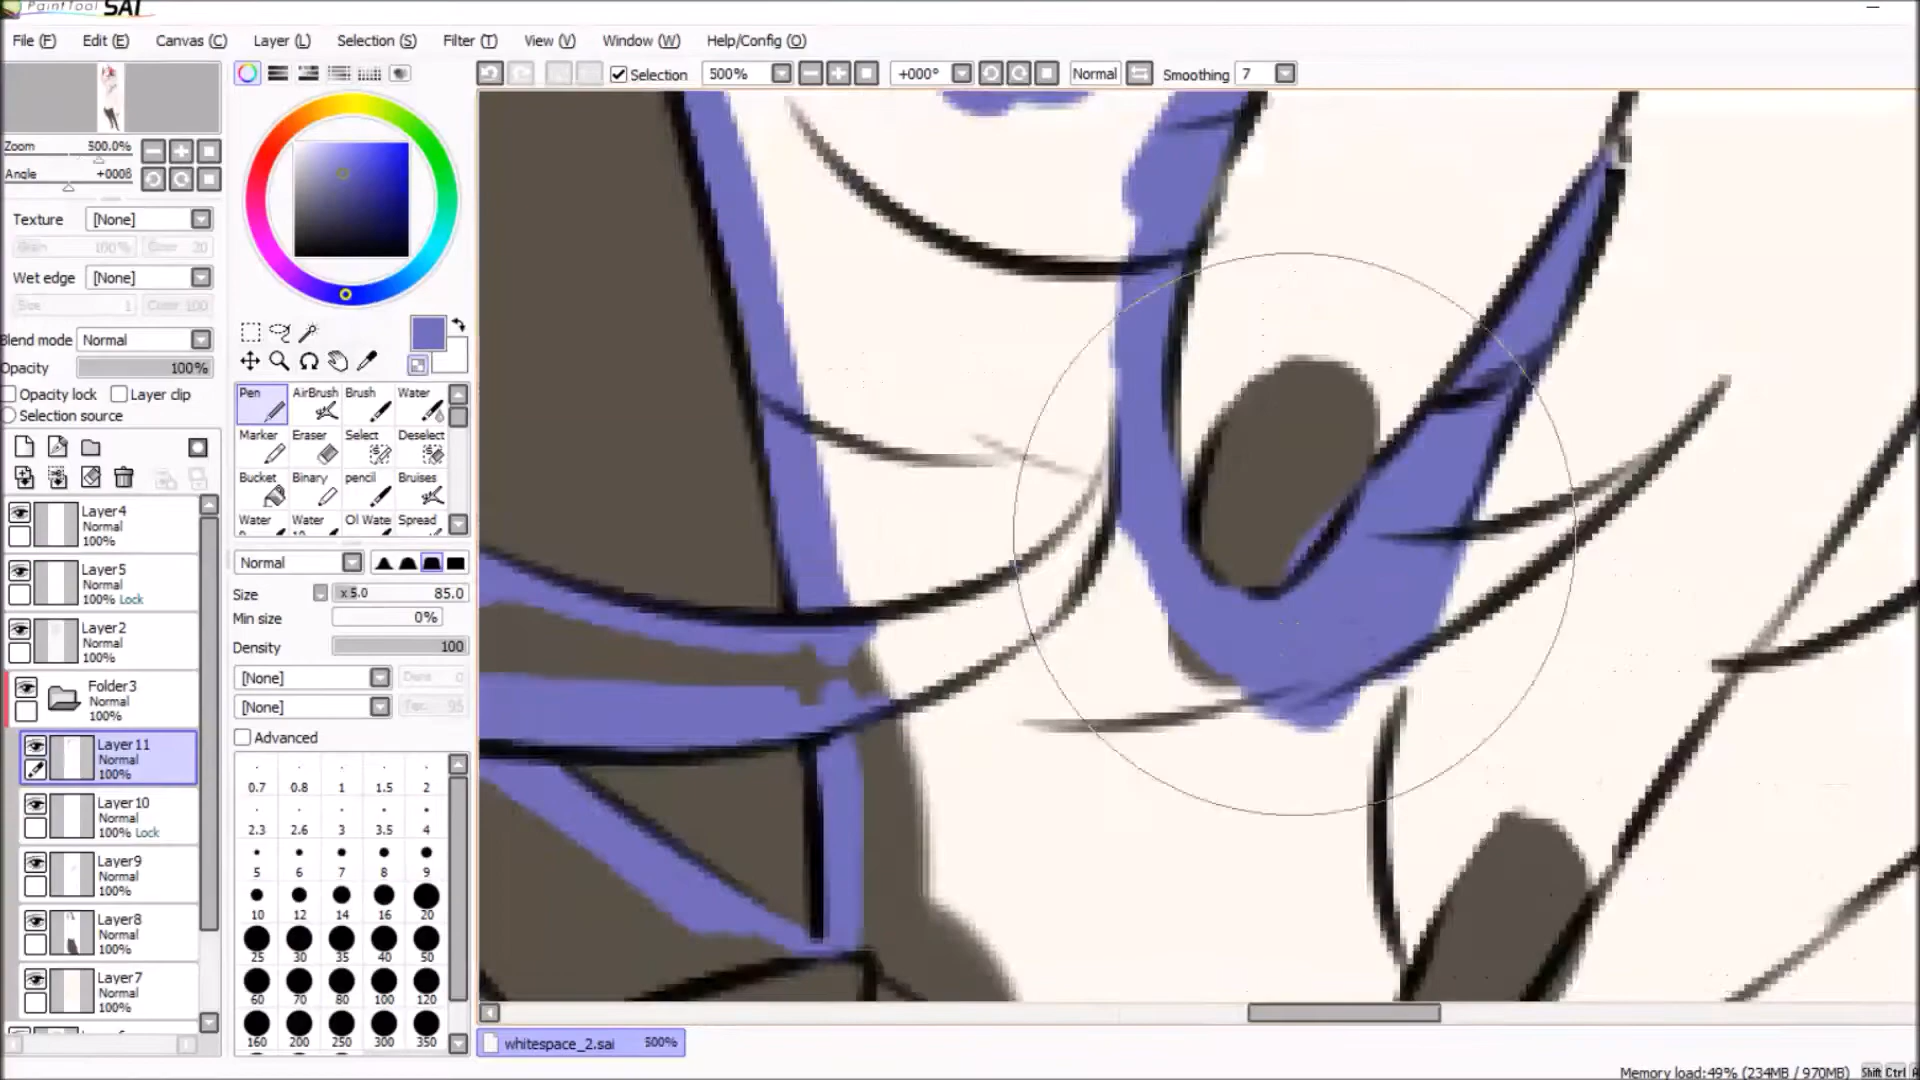 PaintTool SAI
File (F) Edit (E) Canvas (C) Layer (L) Selection (S) Filter (T) View (V) Window (W) Help/Config (O)
Selection 500% +000° Normal Smoothing 7
Zoom 500.0%
Angle +0008
Texture [None]
100% 20
Wet edge [None]
Size 1 100
Blend mode Normal
Opacity 100%
Opacity lock Layer clip
Selection source
Layer4
Normal
100%
Layer5
Normal
100% Lock
Layer2
Normal
100%
Folder3
Normal
100%
Layer11
Normal
100%
Layer10
Normal
100% Lock
Layer9
Normal
100%
Layer8
Normal
100%
Layer7
Normal
100%
Pen AirBrush Brush Water
Marker Eraser Select Deselect
Bucket Binary pencil Bruises
Water Water Ol Wate Spread
Normal
Size x 5.0 85.0
Min size 0%
Density 100
[None] 0
[None] 95
Advanced
0.7 0.8 1 1.5 2
2.3 2.6 3 3.5 4
5 6 7 8 9
10 12 14 16 20
25 30 35 40 50
60 70 80 100 120
160 200 250 300 350
whitespace_2.sai 500%
Memory load:49% (234MB / 970MB) Shift Ctrl